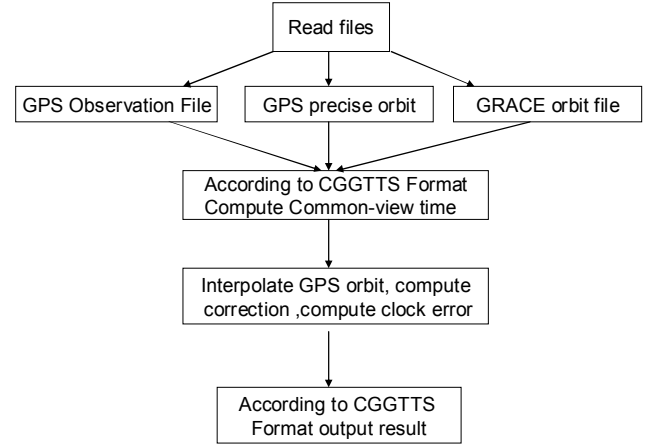 Read files
GPS Observation File
GPS precise orbit
GRACE orbit file
According to CGGTTS Format
Compute Common-view time
Interpolate GPS orbit, compute
correction ,compute clock error
According to CGGTTS
Format output result